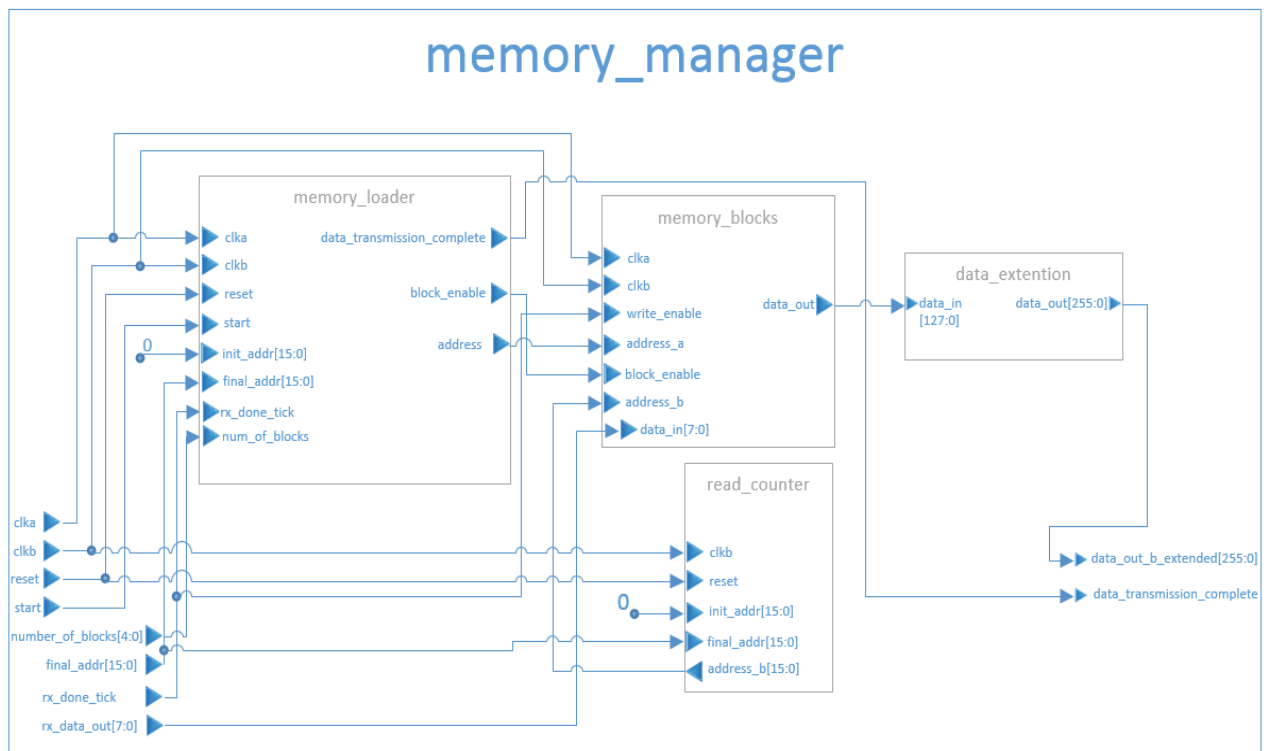 memory_manager
memory_loader
clka
clkb
reset
start
0
init_addr[15:0]
final_addr[15:0]
rx_done_tick
num_of_blocks
data_transmission_complete
block_enable
address
memory_blocks
clka
clkb
write_enable
address_a
block_enable
address_b
data_in[7:0]
data_out
data_extention
data_in
[127:0]
data_out[255:0]
read_counter
clkb
reset
0
init_addr[15:0]
final_addr[15:0]
address_b[15:0]
clka
clkb
reset
start
number_of_blocks[4:0]
final_addr[15:0]
rx_done_tick
rx_data_out[7:0]
data_out_b_extended[255:0]
data_transmission_complete